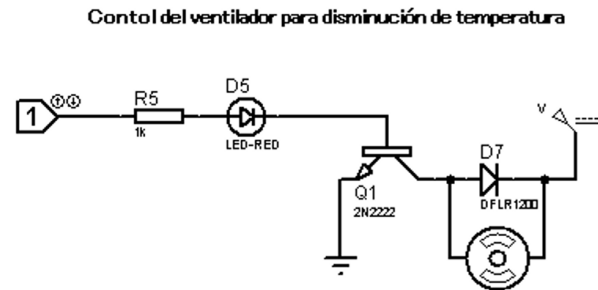 Contol del ventilador para disminución de temperatura
D5
R5
1
1k
LED-RED
V
D7
Q1
2N2222
DFLR1200